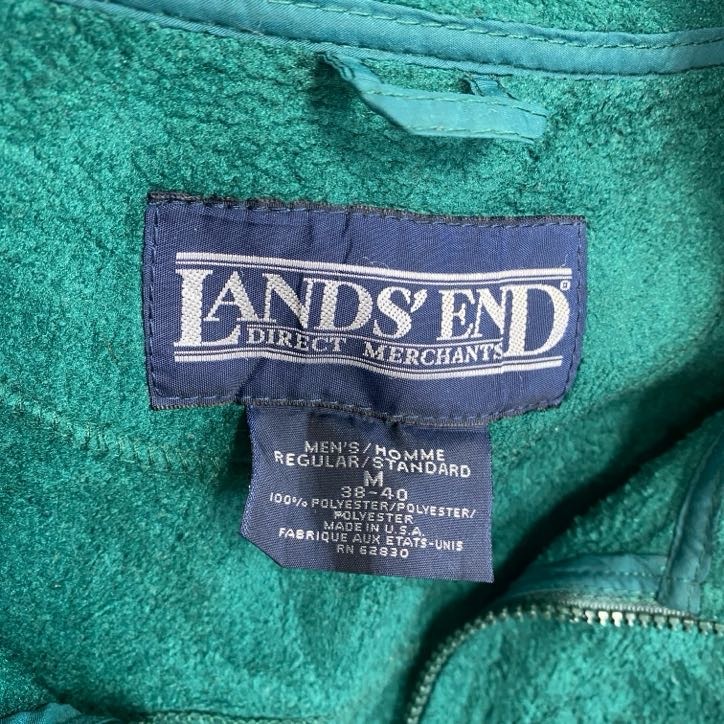 LANDS' END®
DIRECT MERCHANTS
MEN'S/HOMME
REGULAR/STANDARD
M
38-40
100% POLYESTER/POLYESTER/
POLYESTER
MADE IN U.S.A.
FABRIQUE AUX ETATS-UNIS
RN 62830